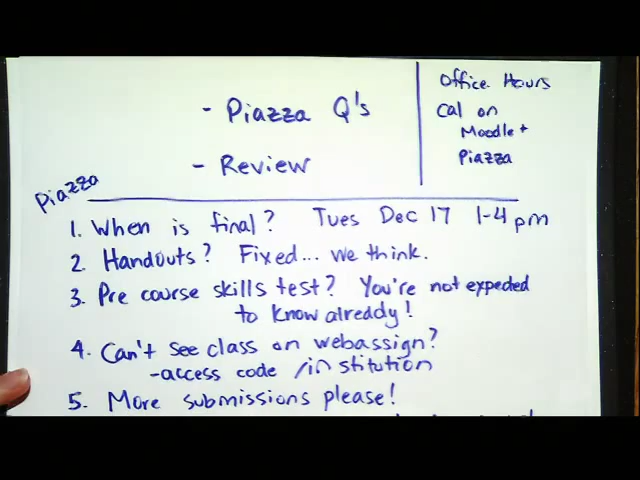 - Piazza Q's
- Review
Office Hours
Cal on
Moodle +
Piazza
Piazza
1. When is final? Tues Dec 17 1-4 pm
2. Handouts? Fixed... we think.
3. Pre course skills test? You're not expected
to know already!
4. Can't see class on webassign?
- access code /institution
5. More submissions please!